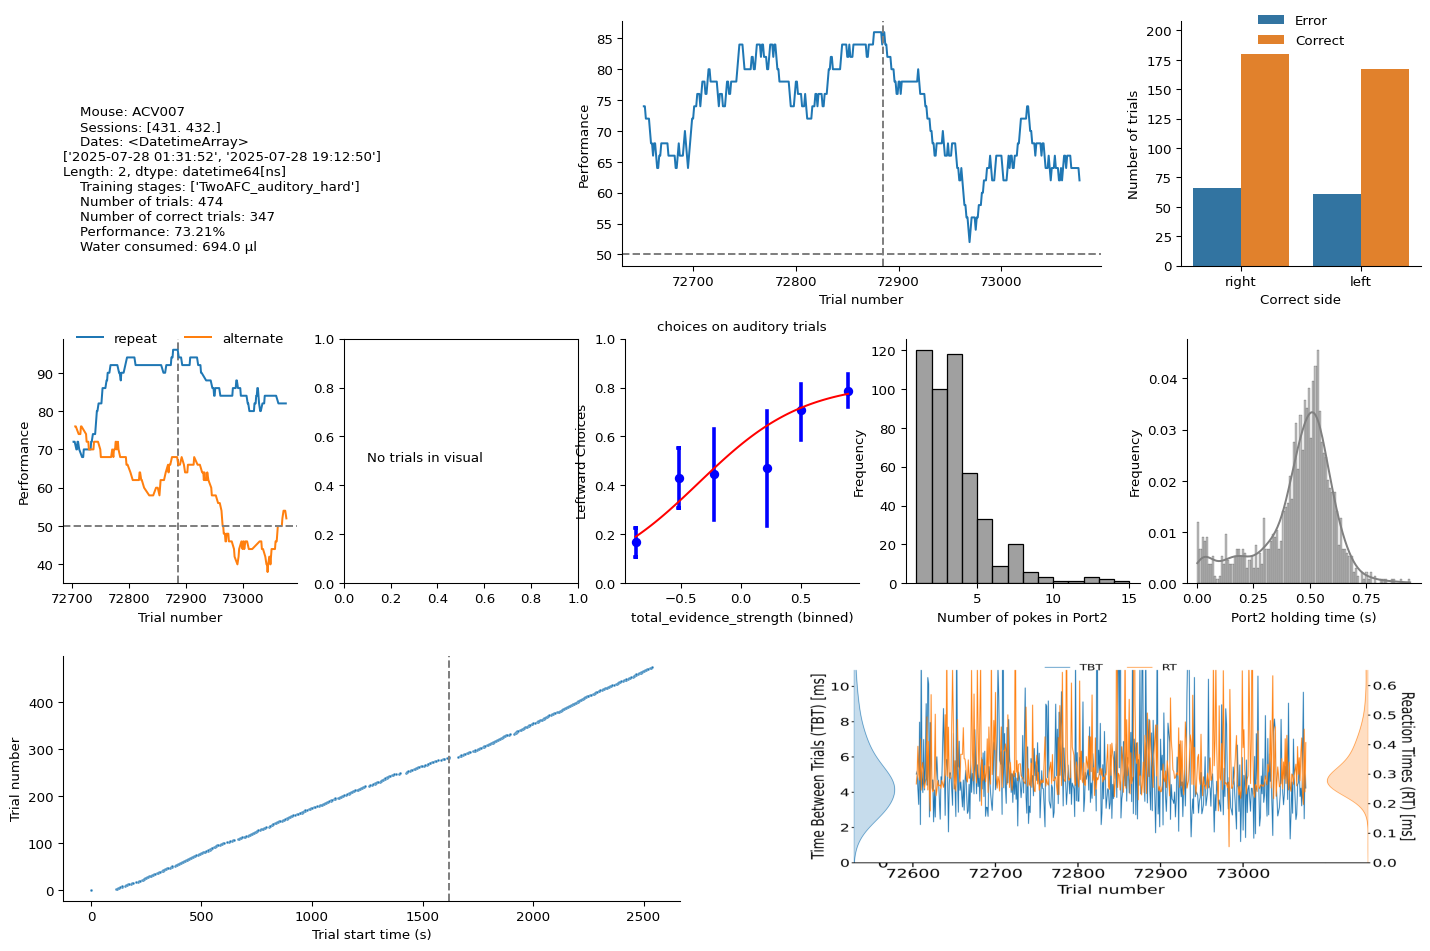 Mouse: ACV007
Sessions: [431. 432.]
Dates: <DatetimeArray>
['2025-07-28 01:31:52', '2025-07-28 19:12:50']
Length: 2, dtype: datetime64[ns]
Training stages: ['TwoAFC_auditory_hard']
Number of trials: 474
Number of correct trials: 347
Performance: 73.21%
Water consumed: 694.0 µl
Performance
85
80
75
70
65
60
55
50
72700 72800 72900 73000
Trial number
Error
Correct
Number of trials
200
175
150
125
100
75
50
25
0
right left
Correct side
repeat alternate
Performance
90
80
70
60
50
40
72700 72800 72900 73000
Trial number
1.0
0.8
0.6
0.4
0.2
0.0
No trials in visual
0.0 0.2 0.4 0.6 0.8 1.0
choices on auditory trials
Leftward Choices
1.0
0.8
0.6
0.4
0.2
0.0
−0.5 0.0 0.5
total_evidence_strength (binned)
Frequency
120
100
80
60
40
20
0
5 10 15
Number of pokes in Port2
Frequency
0.04
0.03
0.02
0.01
0.00
0.00 0.25 0.50 0.75
Port2 holding time (s)
Trial number
400
300
200
100
0
0 500 1000 1500 2000 2500
Trial start time (s)
TBT RT
Time Between Trials (TBT) [ms]
10
8
6
4
2
0
0
72600 72700 72800 72900 73000
Trial number
0.6
0.5
0.4
0.3
0.2
0.1
0.0
Reaction Times (RT) [ms]